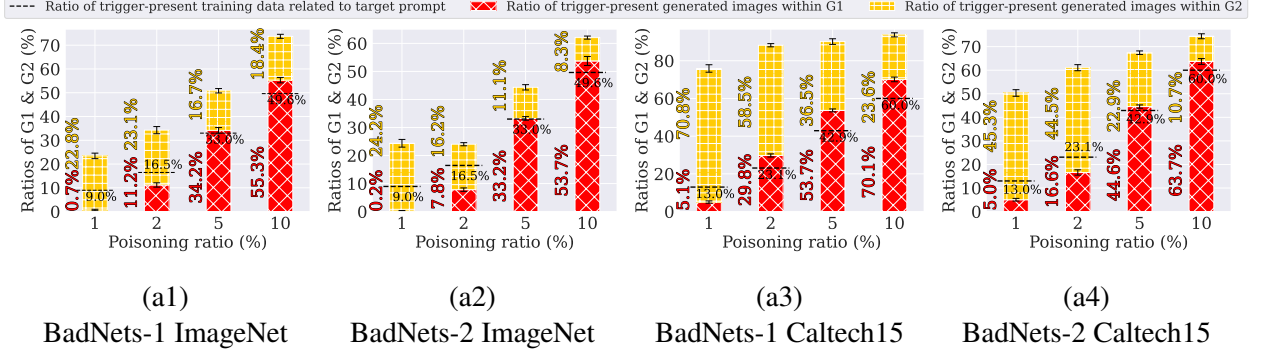 Ratio of trigger-present training data related to target prompt Ratio of trigger-present generated images within G1 Ratio of trigger-present generated images within G2
Ratios of G1 & G2 (%)
70
60
50
40
30
20
10
0
0.7% 22.8% 9.0%
11.2% 23.1% 16.5%
34.2% 16.7% 33.0%
55.3% 18.4% 49.6%
1 2 5 10
Poisoning ratio (%)
(a1)
BadNets-1 ImageNet
Ratios of G1 & G2 (%)
60
50
40
30
20
10
0
0.2% 24.2% 9.0%
7.8% 16.2% 16.5%
33.2% 11.1% 33.0%
53.7% 8.3% 49.6%
1 2 5 10
Poisoning ratio (%)
(a2)
BadNets-2 ImageNet
Ratios of G1 & G2 (%)
80
60
40
20
0
5.1% 70.8% 13.0%
29.8% 58.5% 23.1%
53.7% 36.5% 42.9%
70.1% 23.6% 60.0%
1 2 5 10
Poisoning ratio (%)
(a3)
BadNets-1 Caltech15
Ratios of G1 & G2 (%)
70
60
50
40
30
20
10
0
5.0% 45.3% 13.0%
16.6% 44.5% 23.1%
44.6% 22.9% 42.9%
63.7% 10.7% 60.0%
1 2 5 10
Poisoning ratio (%)
(a4)
BadNets-2 Caltech15